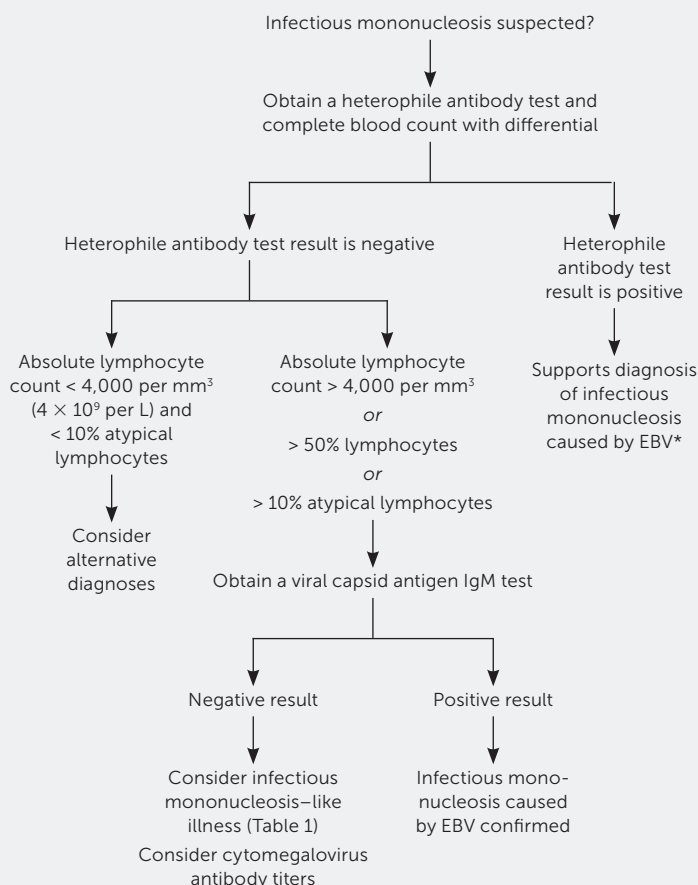 Infectious mononucleosis suspected?
Obtain a heterophile antibody test and
complete blood count with differential
Heterophile antibody test result is negative
Heterophile
antibody test
result is positive
Absolute lymphocyte
count < 4,000 per mm³
(4 × 10⁹ per L) and
< 10% atypical
lymphocytes
Absolute lymphocyte
count > 4,000 per mm³
or
> 50% lymphocytes
or
> 10% atypical lymphocytes
Supports diagnosis
of infectious
mononucleosis
caused by EBV*
Consider
alternative
diagnoses
Obtain a viral capsid antigen IgM test
Negative result
Positive result
Consider infectious
mononucleosis–like
illness (Table 1)
Consider cytomegalovirus
antibody titers
Infectious mono-
nucleosis caused
by EBV confirmed